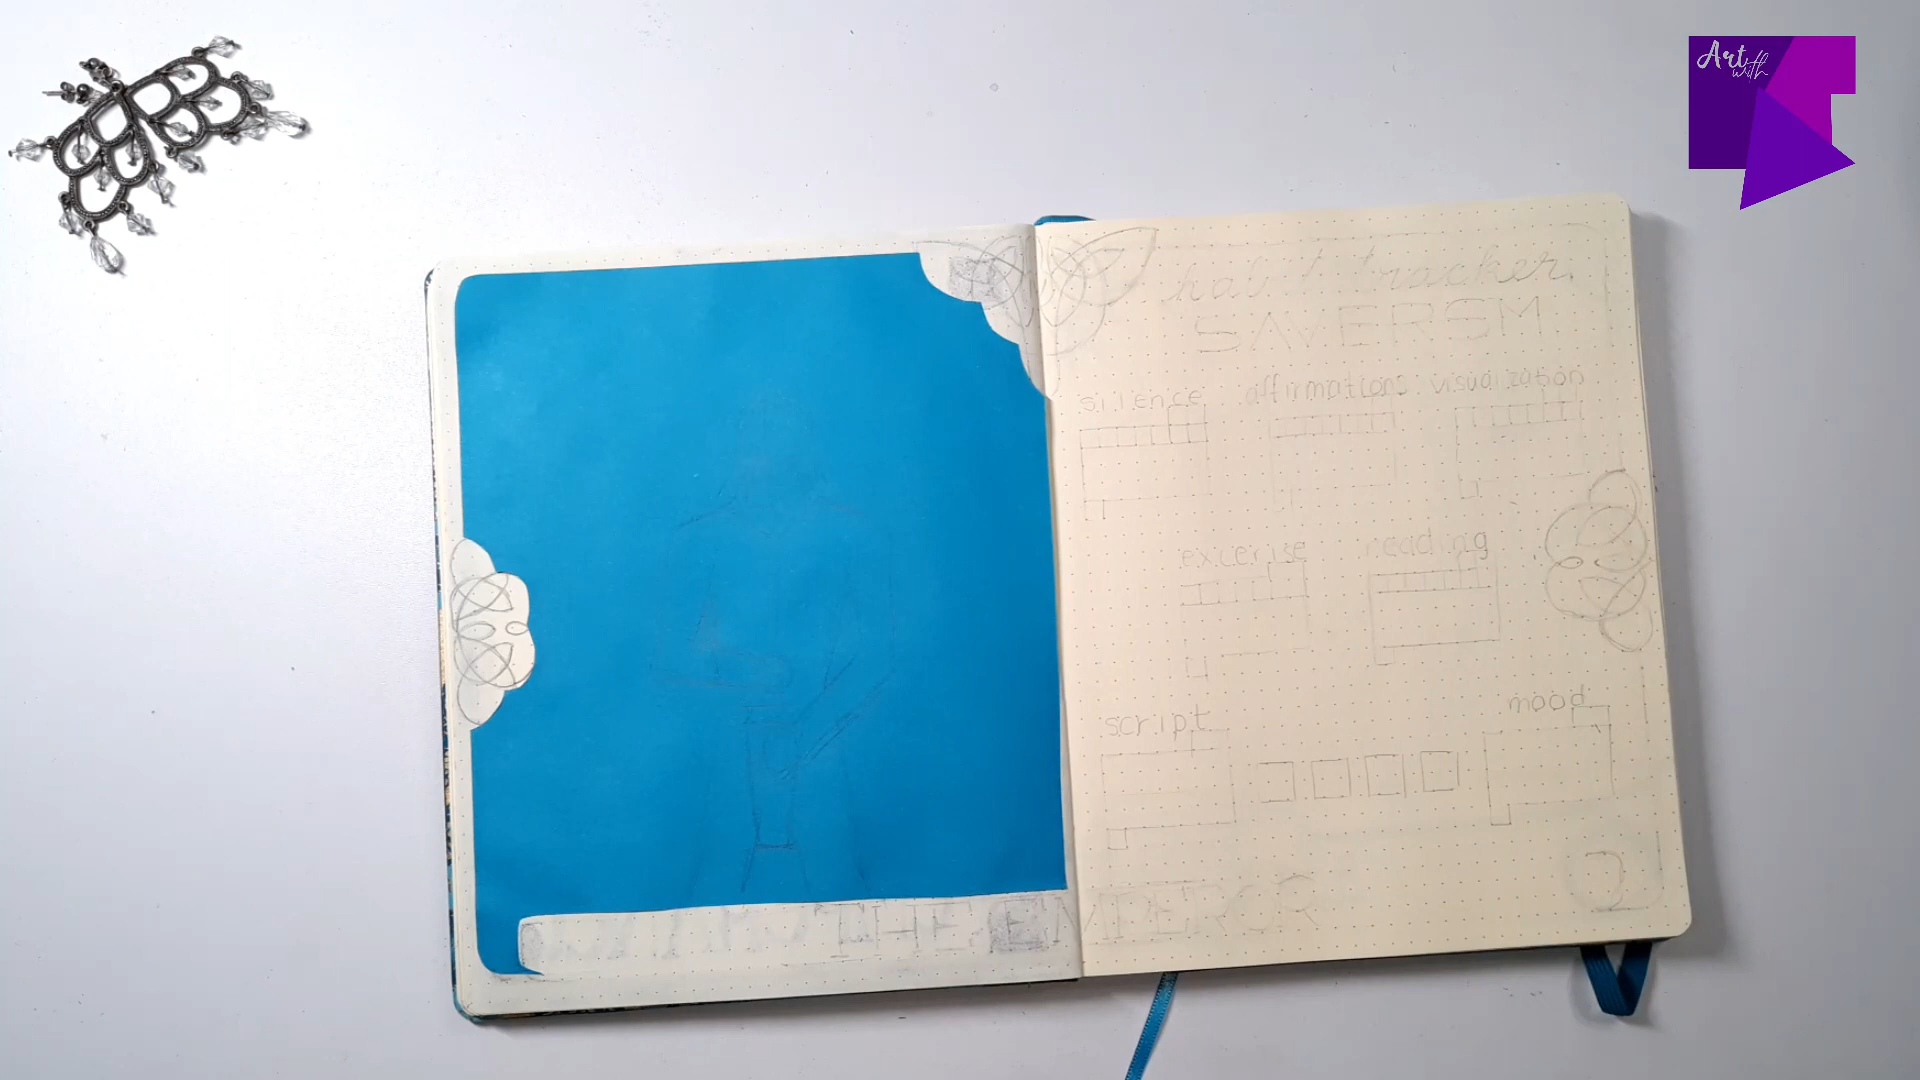 Art
with
habit tracker
SAVERSM
silence affirmations visualization
excerise reading
script mood
THE EMPEROR